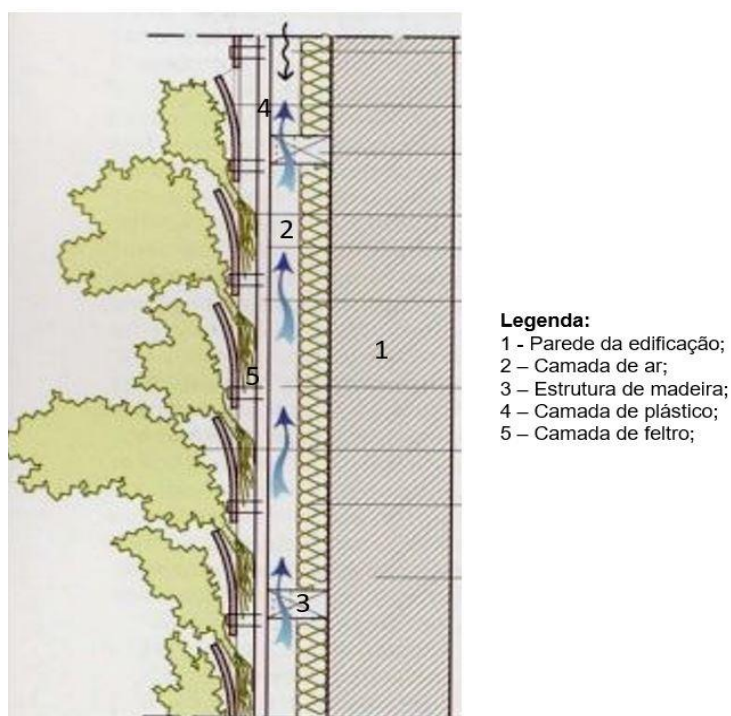 4
2
1
5
3
Legenda:
1 - Parede da edificação;
2 – Camada de ar;
3 – Estrutura de madeira;
4 – Camada de plástico;
5 – Camada de feltro;